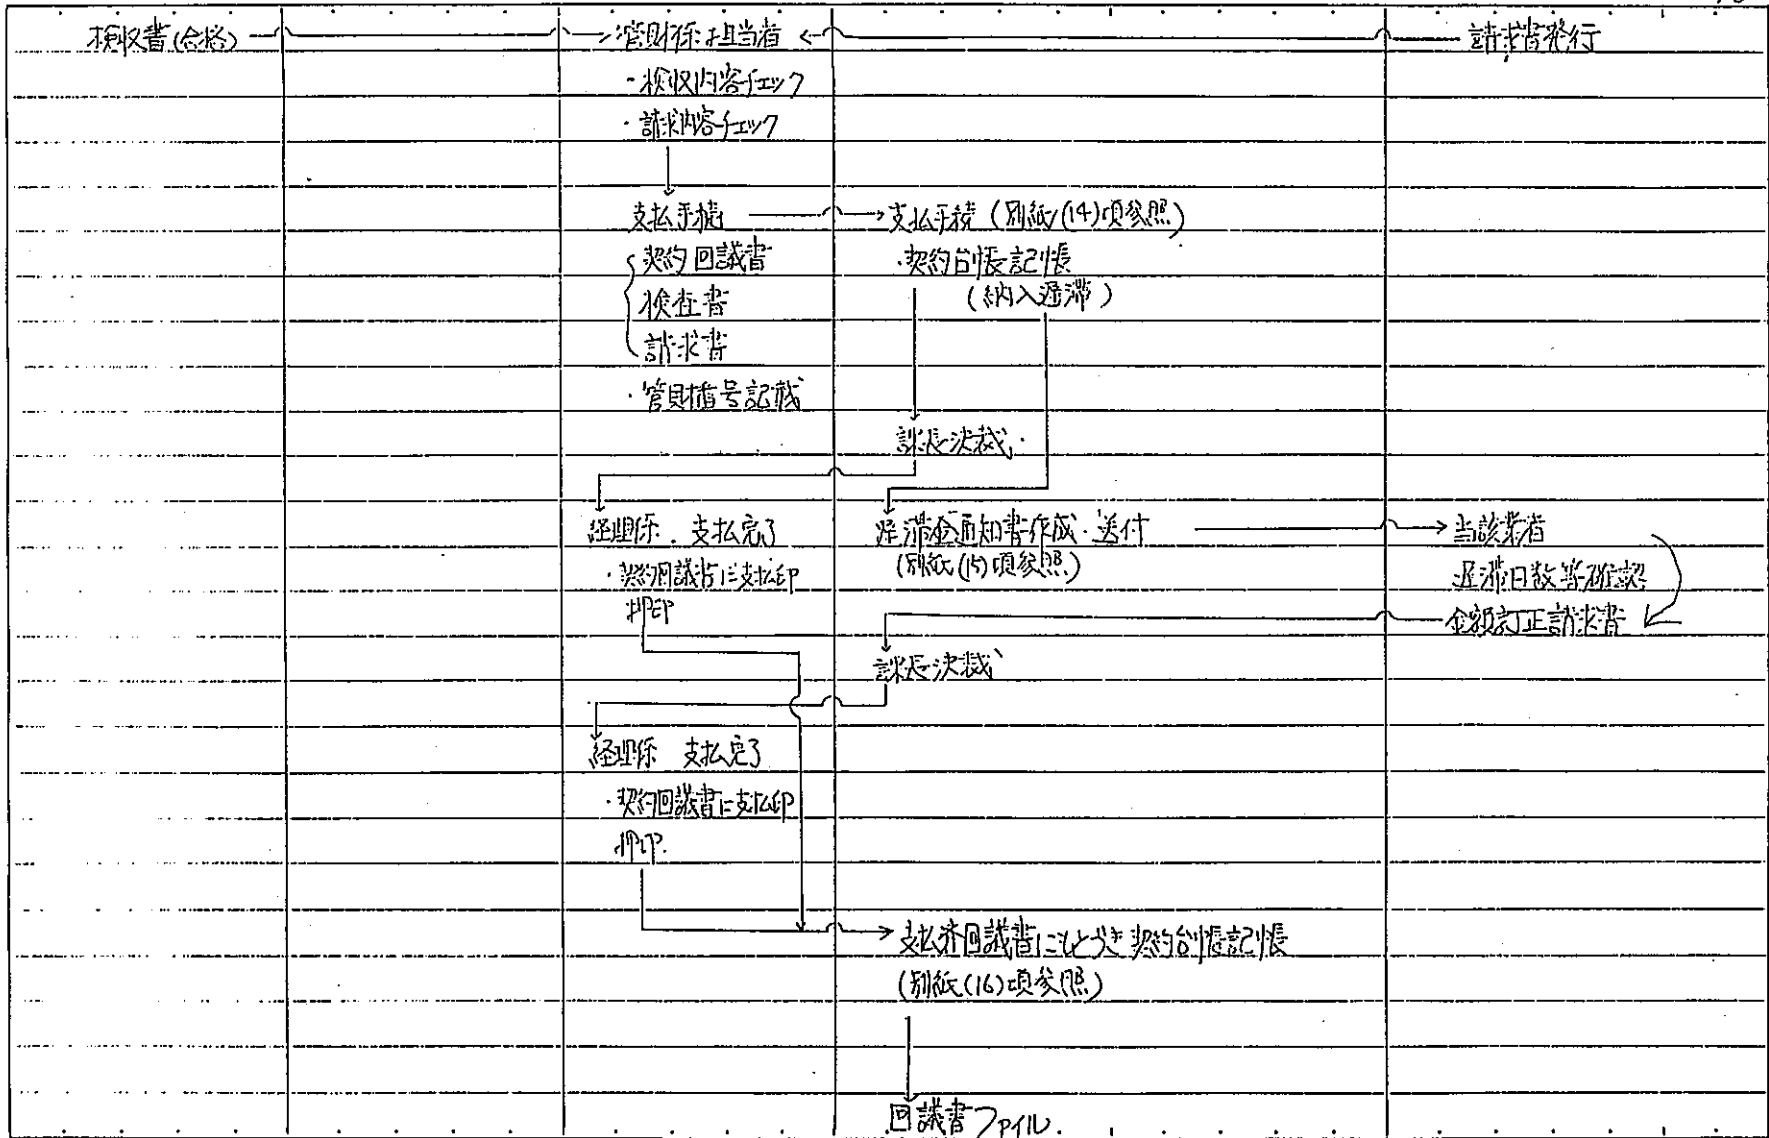 検収書(合格)
管財係 担当者
請求書発行
・検収内容チェック
・請求内容チェック
支払手続
支払手続 (別紙(14)項参照)
契約回議書
・契約台帳記帳
(納入遅滞)
検査書
請求書
・管財番号記載
課長決裁
経理係 支払完了
遅滞金通知書作成・送付
当該業者
・契約回議書に支払印
(別紙(15)項参照)
遅滞日数等確認
押印
金額訂正請求書
課長決裁
経理係 支払完了
・契約回議書に支払印
押印
支払済回議書にもとづき契約台帳記帳
(別紙(16)項参照)
回議書ファイル